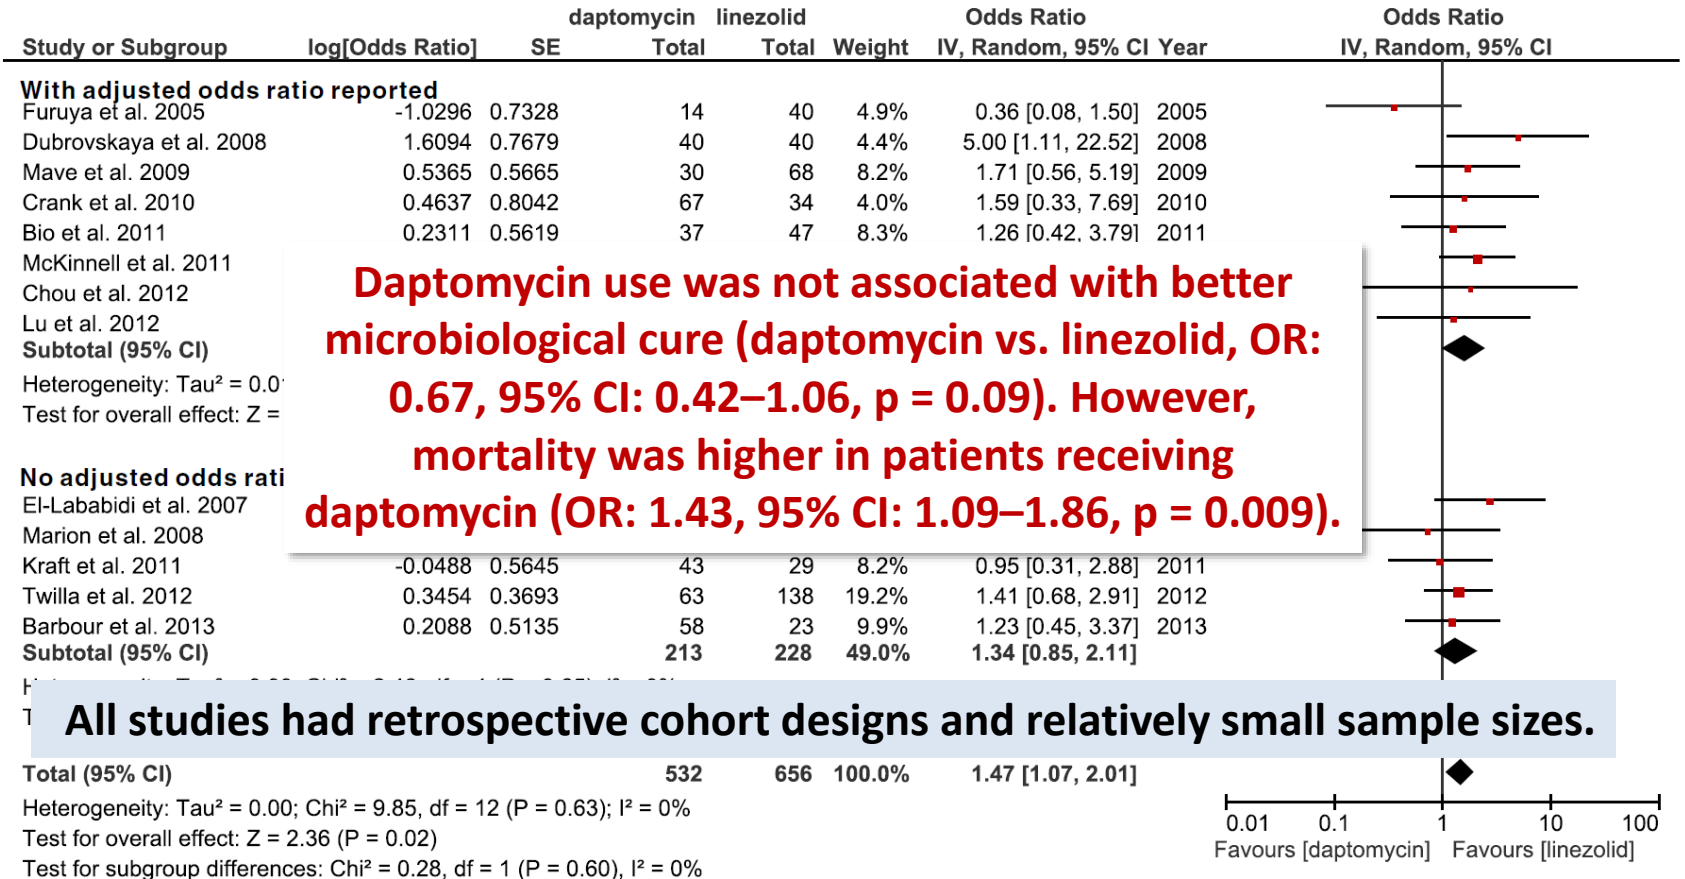 daptomycin linezolid Odds Ratio Odds Ratio
Study or Subgroup log[Odds Ratio] SE Total Total Weight IV, Random, 95% CI Year IV, Random, 95% CI
With adjusted odds ratio reported
Furuya et al. 2005 -1.0296 0.7328 14 40 4.9% 0.36 [0.08, 1.50] 2005
Dubrovskaya et al. 2008 1.6094 0.7679 40 40 4.4% 5.00 [1.11, 22.52] 2008
Mave et al. 2009 0.5365 0.5665 30 68 8.2% 1.71 [0.56, 5.19] 2009
Crank et al. 2010 0.4637 0.8042 67 34 4.0% 1.59 [0.33, 7.69] 2010
Bio et al. 2011 0.2311 0.5619 37 47 8.3% 1.26 [0.42, 3.79] 2011
McKinnell et al. 2011
Chou et al. 2012
Lu et al. 2012
Subtotal (95% CI)
Heterogeneity: Tau² = 0.0
Test for overall effect: Z =
Daptomycin use was not associated with better
microbiological cure (daptomycin vs. linezolid, OR:
0.67, 95% CI: 0.42–1.06, p = 0.09). However,
mortality was higher in patients receiving
daptomycin (OR: 1.43, 95% CI: 1.09–1.86, p = 0.009).
No adjusted odds rati
El-Lababidi et al. 2007
Marion et al. 2008
Kraft et al. 2011 -0.0488 0.5645 43 29 8.2% 0.95 [0.31, 2.88] 2011
Twilla et al. 2012 0.3454 0.3693 63 138 19.2% 1.41 [0.68, 2.91] 2012
Barbour et al. 2013 0.2088 0.5135 58 23 9.9% 1.23 [0.45, 3.37] 2013
Subtotal (95% CI) 213 228 49.0% 1.34 [0.85, 2.11]
All studies had retrospective cohort designs and relatively small sample sizes.
Total (95% CI) 532 656 100.0% 1.47 [1.07, 2.01]
Heterogeneity: Tau² = 0.00; Chi² = 9.85, df = 12 (P = 0.63); I² = 0%
Test for overall effect: Z = 2.36 (P = 0.02)
Test for subgroup differences: Chi² = 0.28, df = 1 (P = 0.60), I² = 0%
0.01 0.1 1 10 100
Favours [daptomycin] Favours [linezolid]